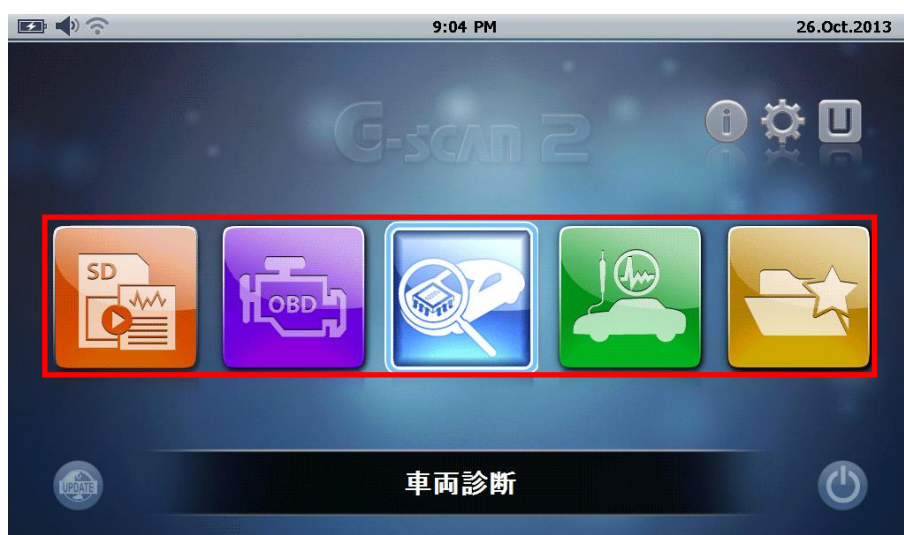 9:04 PM
26.Oct.2013
G-scan 2
i
U
SD
OBD
UPDATE
車両診断